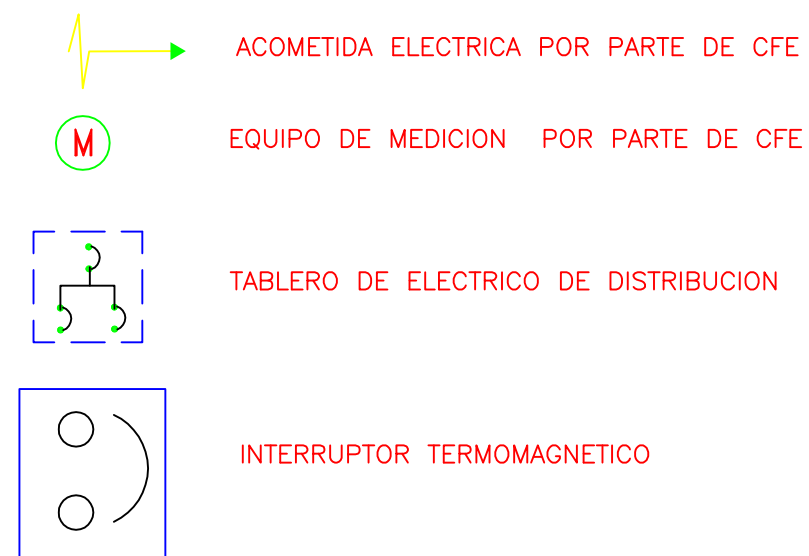 ACOMETIDA ELECTRICA POR PARTE DE CFE
M
EQUIPO DE MEDICION POR PARTE DE CFE
TABLERO DE ELECTRICO DE DISTRIBUCION
INTERRUPTOR TERMOMAGNETICO